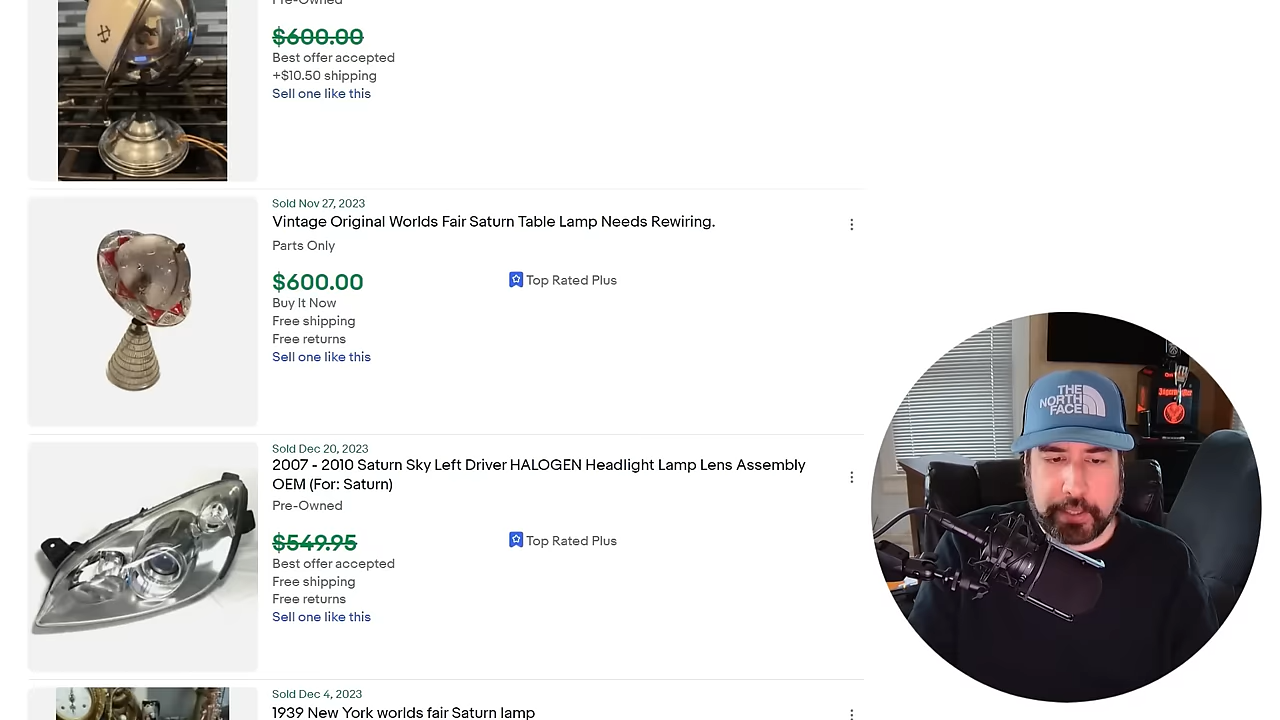 Pre-Owned
$600.00
Best offer accepted
+$10.50 shipping
Sell one like this
Sold Nov 27, 2023
Vintage Original Worlds Fair Saturn Table Lamp Needs Rewiring.
Parts Only
$600.00
Top Rated Plus
Buy It Now
Free shipping
Free returns
Sell one like this
Sold Dec 20, 2023
2007 - 2010 Saturn Sky Left Driver HALOGEN Headlight Lamp Lens Assembly
OEM (For: Saturn)
Pre-Owned
$549.95
Top Rated Plus
Best offer accepted
Free shipping
Free returns
Sell one like this
Sold Dec 4, 2023
1939 New York worlds fair Saturn lamp
THE
NORTH
FACE